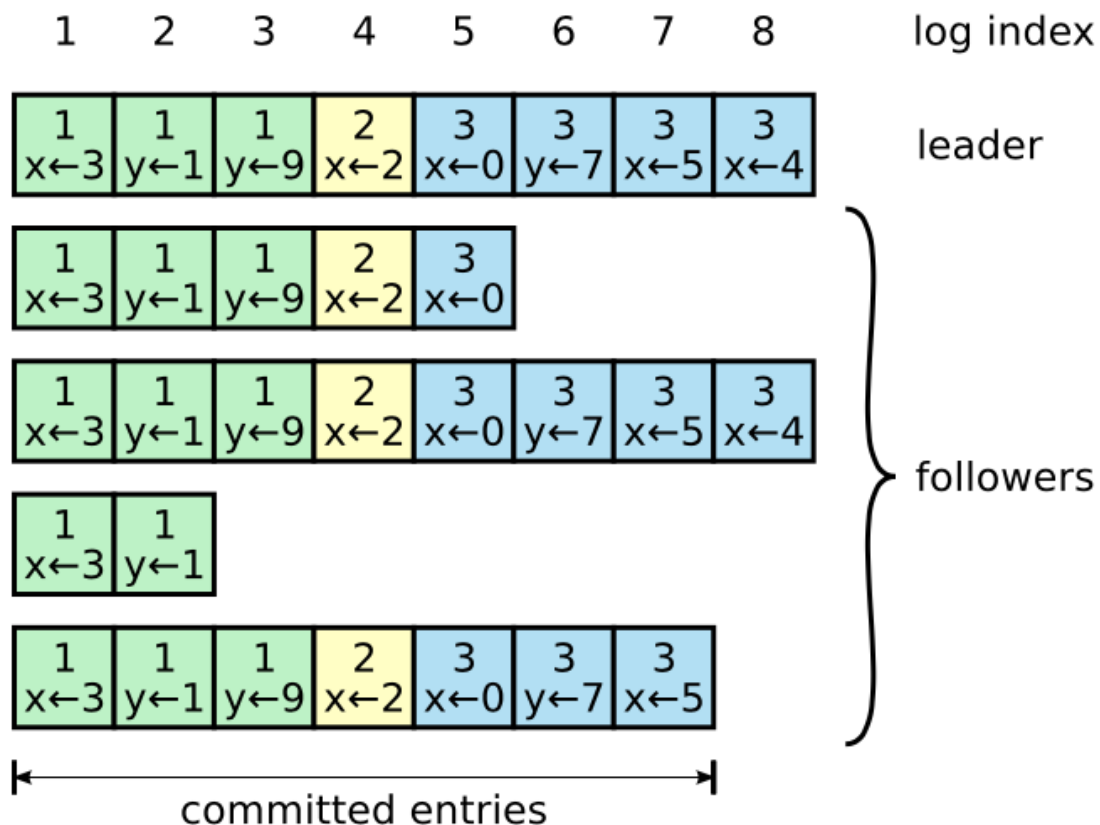 1 2 3 4 5 6 7 8 log index
1 1 1 2 3 3 3 3
x←3 y←1 y←9 x←2 x←0 y←7 x←5 x←4
leader
1 1 1 2 3
x←3 y←1 y←9 x←2 x←0
1 1 1 2 3 3 3 3
x←3 y←1 y←9 x←2 x←0 y←7 x←5 x←4
followers
1 1
x←3 y←1
1 1 1 2 3 3 3
x←3 y←1 y←9 x←2 x←0 y←7 x←5
committed entries